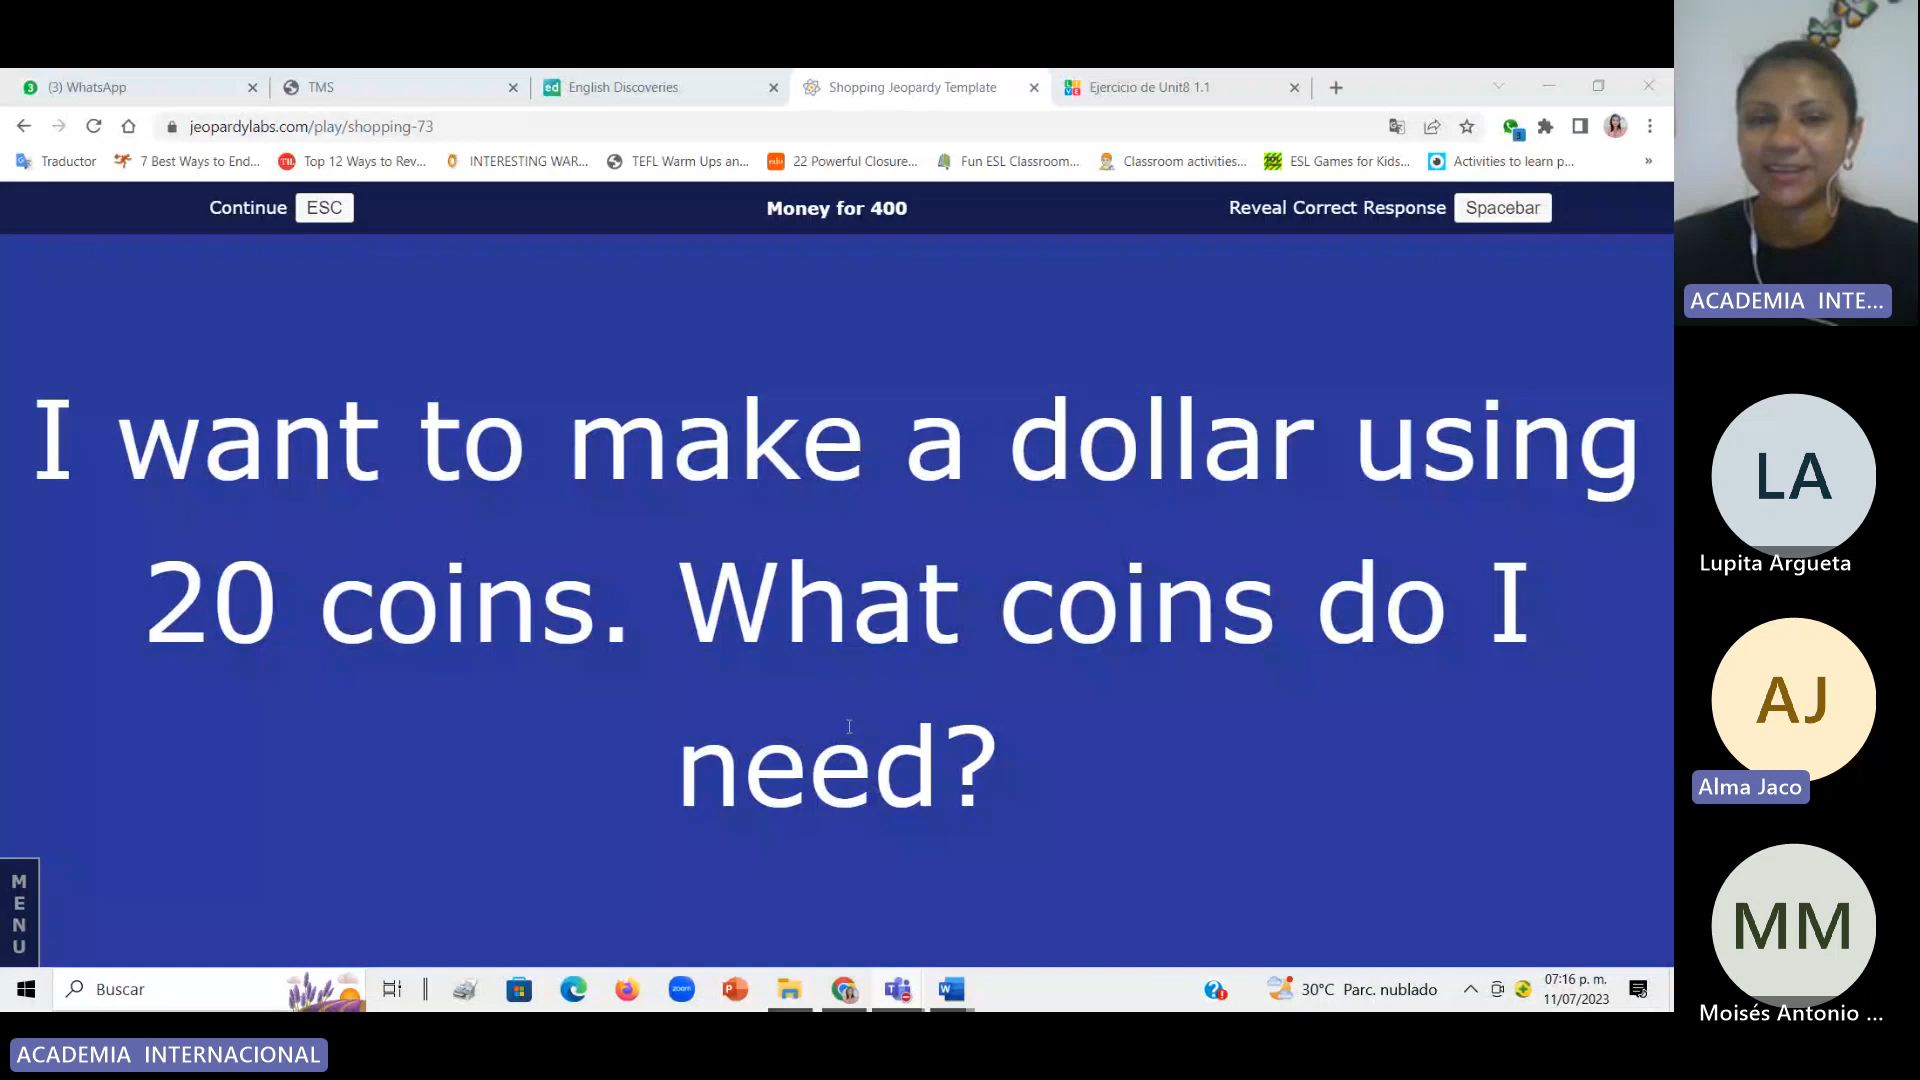 (3) WhatsApp
TMS
English Discoveries
Shopping Jeopardy Template
Ejercicio de Unit8 1.1
jeopardylabs.com/play/shopping-73
Traductor
7 Best Ways to End...
Top 12 Ways to Rev...
INTERESTING WAR...
TEFL Warm Ups an...
22 Powerful Closure...
Fun ESL Classroom...
Classroom activities...
ESL Games for Kids...
Activities to learn p...
Continue ESC
Money for 400
Reveal Correct Response Spacebar
I want to make a dollar using
20 coins. What coins do I
need?
MENU
Buscar
30°C Parc. nublado
07:16 p. m.
11/07/2023
ACADEMIA INTERNACIONAL
ACADEMIA INTE...
LA
Lupita Argueta
AJ
Alma Jaco
MM
Moisés Antonio ...